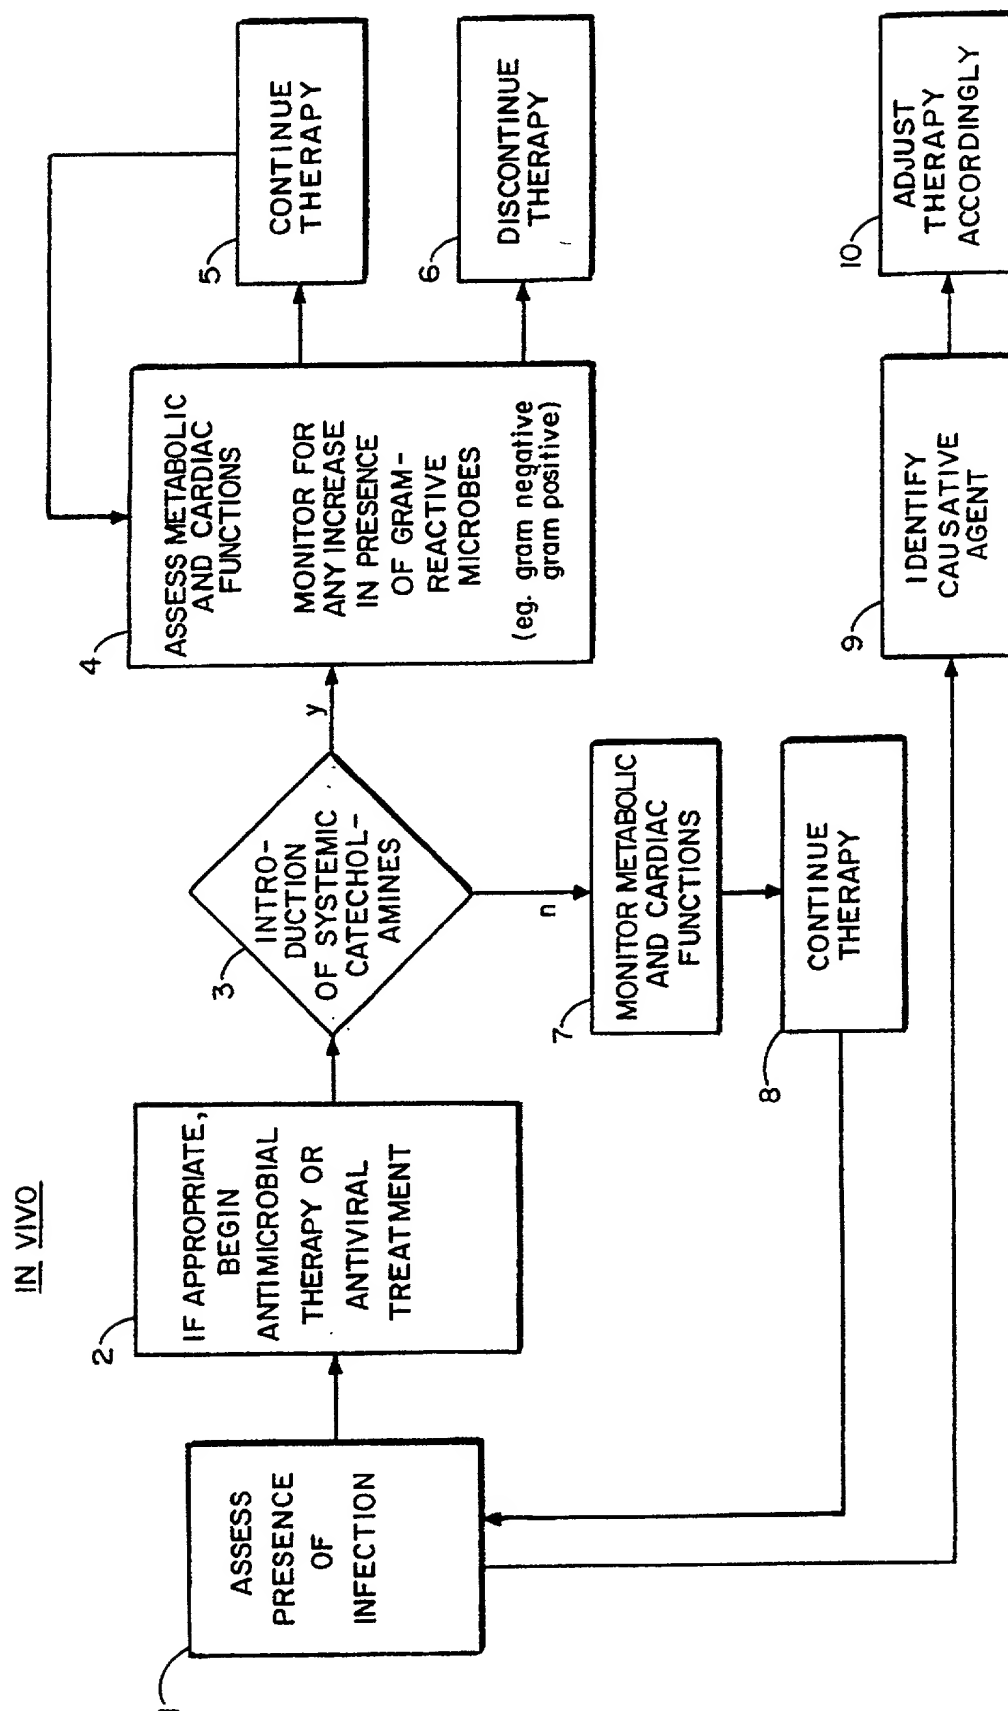 IN VIVO
1
ASSESS
PRESENCE
OF
INFECTION
2
IF APPROPRIATE,
BEGIN
ANTIMICROBIAL
THERAPY OR
ANTIVIRAL
TREATMENT
3
INTRO-
DUCTION
OF SYSTEMIC
CATECHOL-
AMINES
y
n
4
ASSESS METABOLIC
AND CARDIAC
FUNCTIONS
MONITOR FOR
ANY INCREASE
IN PRESENCE
OF GRAM-
REACTIVE
MICROBES
(eg. gram negative
gram positive)
5
CONTINUE
THERAPY
6
DISCONTINUE
THERAPY
7
MONITOR METABOLIC
AND CARDIAC
FUNCTIONS
8
CONTINUE
THERAPY
9
IDENTIFY
CAUSATIVE
AGENT
10
ADJUST
THERAPY
ACCORDINGLY